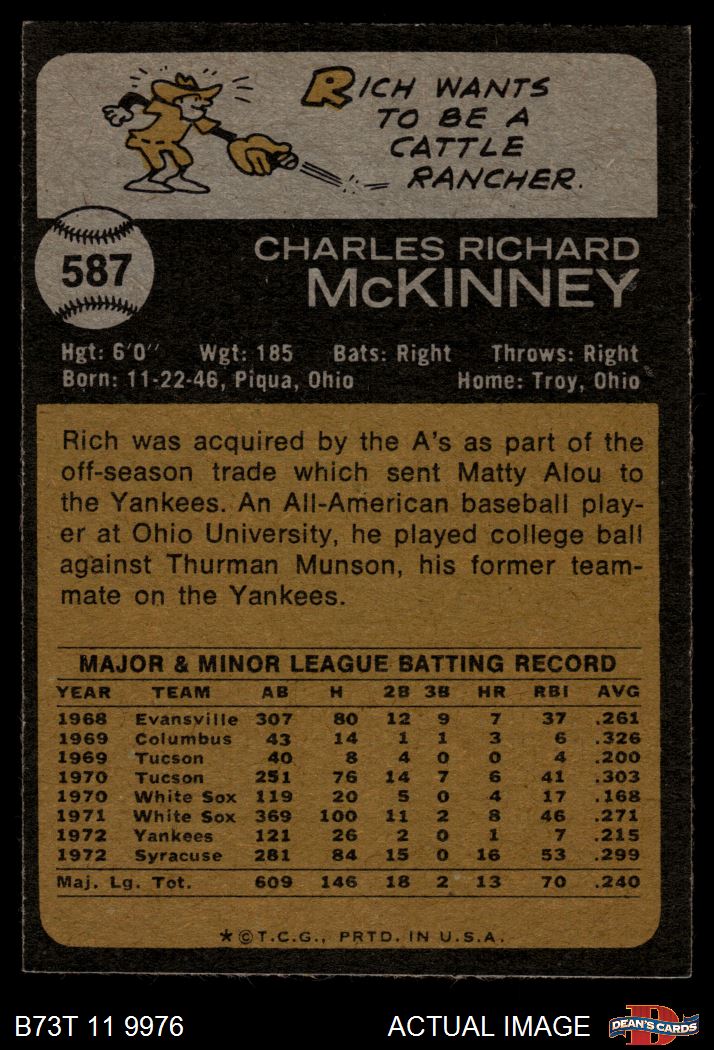 RICH WANTS
TO BE A
CATTLE
RANCHER.
587
CHARLES RICHARD
McKINNEY
Hgt: 6'0" Wgt: 185 Bats: Right Throws: Right
Born: 11-22-46, Piqua, Ohio Home: Troy, Ohio
Rich was acquired by the A's as part of the
off-season trade which sent Matty Alou to
the Yankees. An All-American baseball play-
er at Ohio University, he played college ball
against Thurman Munson, his former team-
mate on the Yankees.
MAJOR & MINOR LEAGUE BATTING RECORD
YEAR TEAM AB H 2B 3B HR RBI AVG
1968 Evansville 307 80 12 9 7 37 .261
1969 Columbus 43 14 1 1 3 6 .326
1969 Tucson 40 8 4 0 0 4 .200
1970 Tucson 251 76 14 7 6 41 .303
1970 White Sox 119 20 5 0 4 17 .168
1971 White Sox 369 100 11 2 8 46 .271
1972 Yankees 121 26 2 0 1 7 .215
1972 Syracuse 281 84 15 0 16 53 .299
Maj. Lg. Tot. 609 146 18 2 13 70 .240
★ © T.C.G., PRTD. IN U.S.A.
B73T 11 9976 ACTUAL IMAGE
D
DEAN'S CARDS